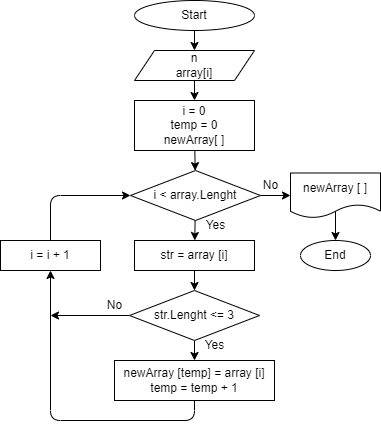 Start
n
array[i]
i = 0
temp = 0
newArray[ ]
i < array.Lenght
No
newArray [ ]
Yes
i = i + 1
str = array [i]
End
No
str.Lenght <= 3
Yes
newArray [temp] = array [i]
temp = temp + 1